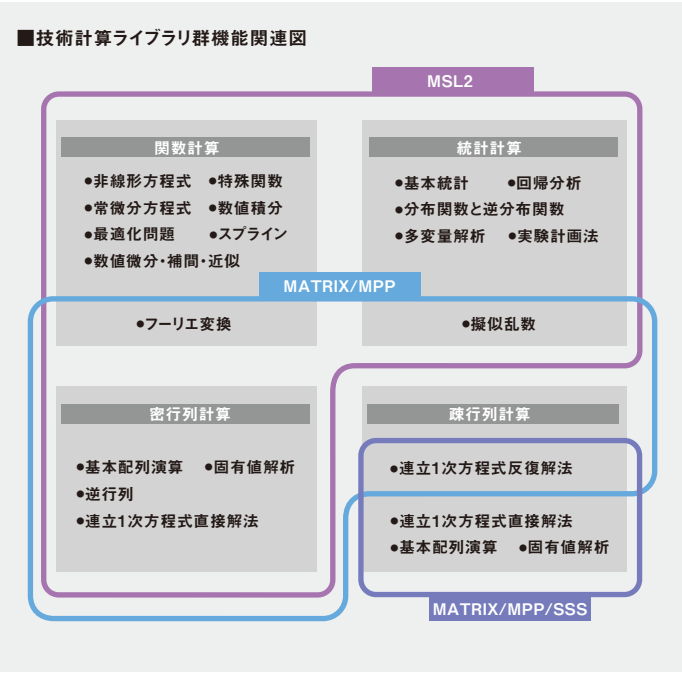 ■技術計算ライブラリ群機能関連図
MSL2
関数計算
●非線形方程式 ●特殊関数
●常微分方程式 ●数値積分
●最適化問題 ●スプライン
●数値微分・補間・近似
統計計算
●基本統計 ●回帰分析
●分布関数と逆分布関数
●多変量解析 ●実験計画法
MATRIX/MPP
●フーリエ変換
●擬似乱数
密行列計算
●基本配列演算 ●固有値解析
●逆行列
●連立1次方程式直接解法
疎行列計算
●連立1次方程式反復解法
●連立1次方程式直接解法
●基本配列演算 ●固有値解析
MATRIX/MPP/SSS